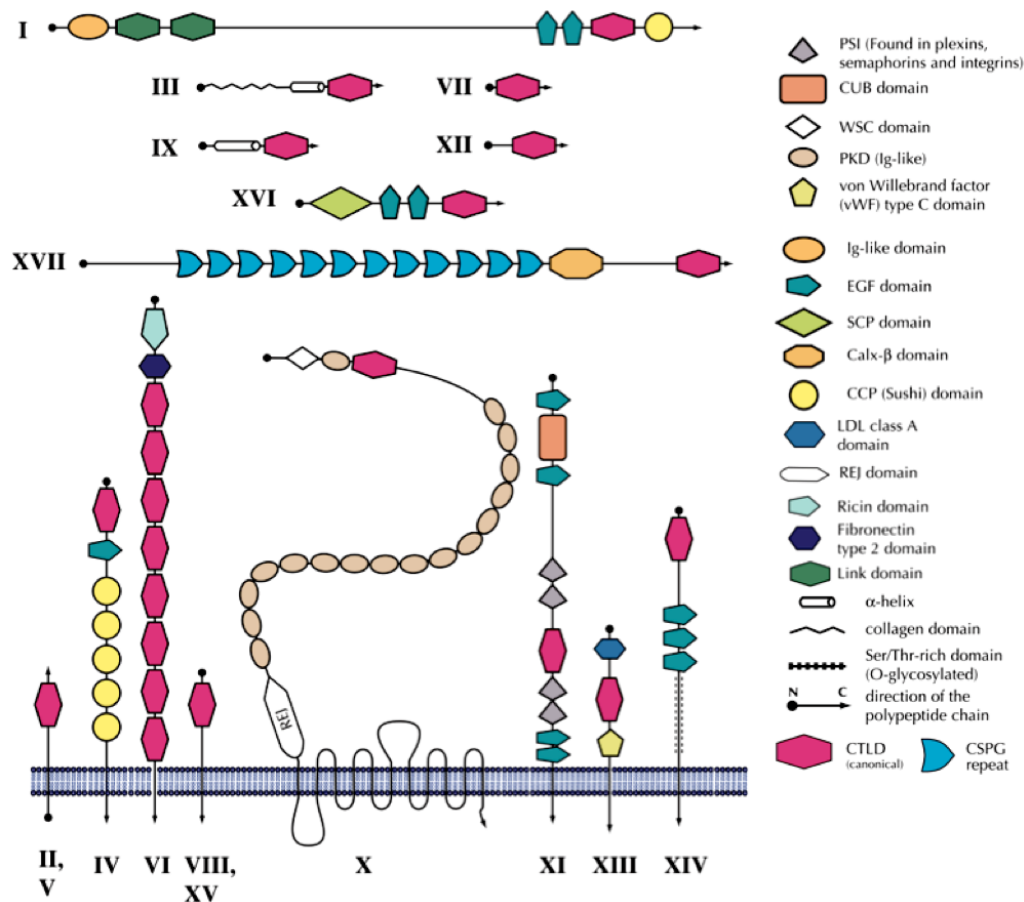 I
III
VII
IX
XII
XVI
XVII
REJ
II,
V
IV
VI
VIII,
XV
X
XI
XIII
XIV
PSI (Found in plexins,
semaphorins and integrins)
CUB domain
WSC domain
PKD (Ig-like)
von Willebrand factor
(vWF) type C domain
Ig-like domain
EGF domain
SCP domain
Calx-β domain
CCP (Sushi) domain
LDL class A
domain
REJ domain
Ricin domain
Fibronectin
type 2 domain
Link domain
α-helix
collagen domain
Ser/Thr-rich domain
(O-glycosylated)
N C
direction of the
polypeptide chain
CTLD
(canonical)
CSPG
repeat